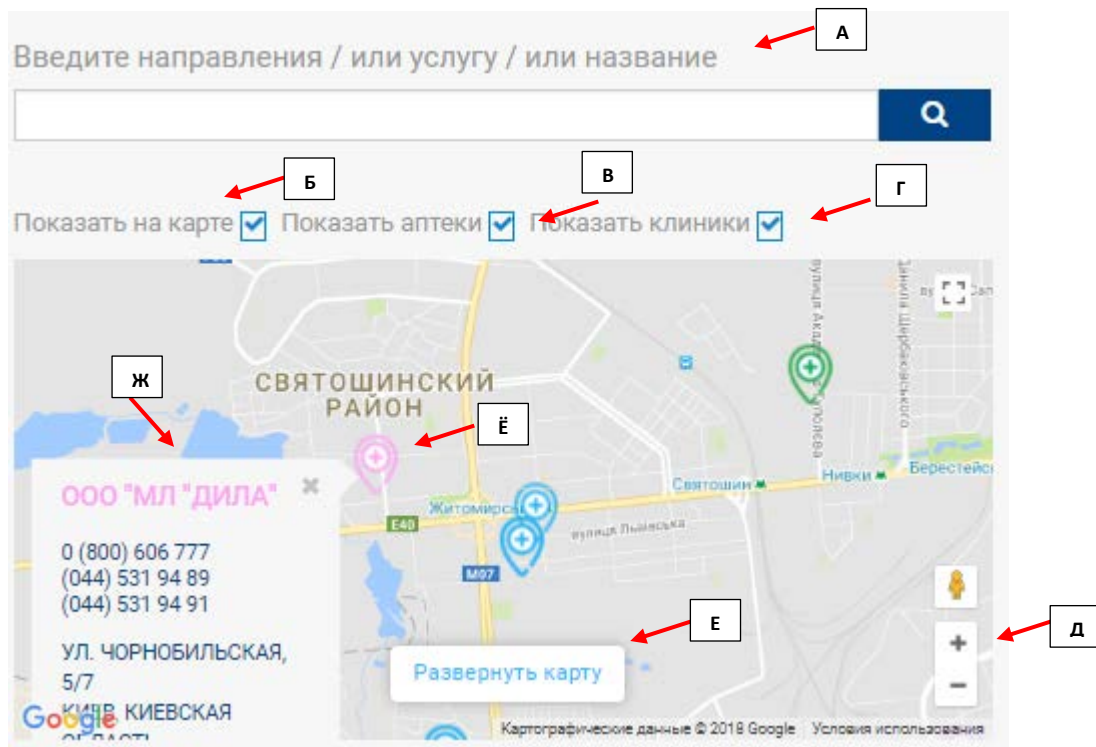 А
Введите направления / или услугу / или название
Б
В
Г
Показать на карте Показать аптеки Показать клиники
Ж
СВЯТОШИНСКИЙ
РАЙОН
Ё
Нивки
Святошин
ООО "МЛ "ДИЛА"
E40
вулиця Львівська
0 (800) 606 777
(044) 531 94 89
(044) 531 94 91
M07
Е
Д
УЛ. ЧОРНОБИЛЬСКАЯ,
5/7
Развернуть карту
КИЕВСКАЯ
Google
Картографические данные © 2018 Google Условия использования